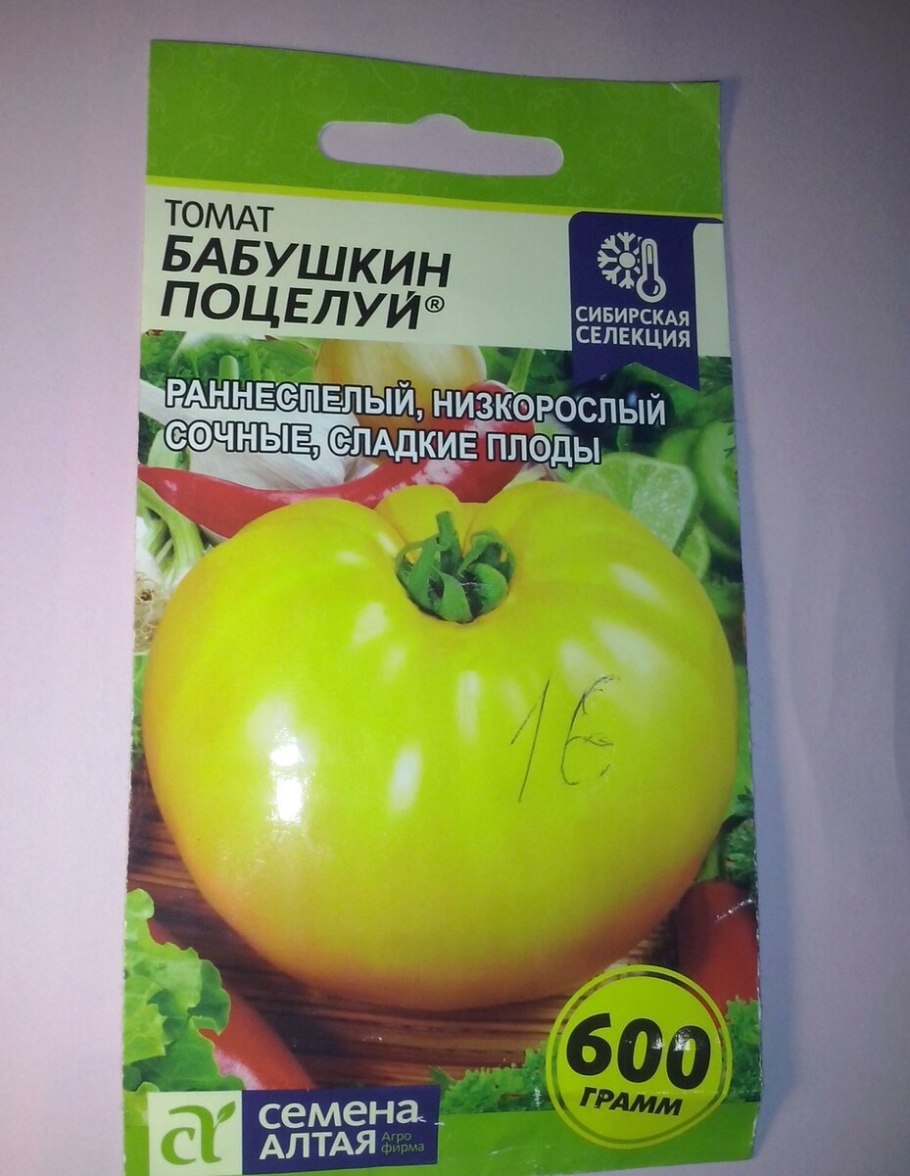 ТОМАТ
БАБУШКИН
ПОЦЕЛУЙ®
СИБИРСКАЯ
СЕЛЕКЦИЯ
РАННЕСПЕЛЫЙ, НИЗКОРОСЛЫЙ
СОЧНЫЕ, СЛАДКИЕ ПЛОДЫ
16
600
ГРАММ
семена
АЛТАЯ
Агро
фирма